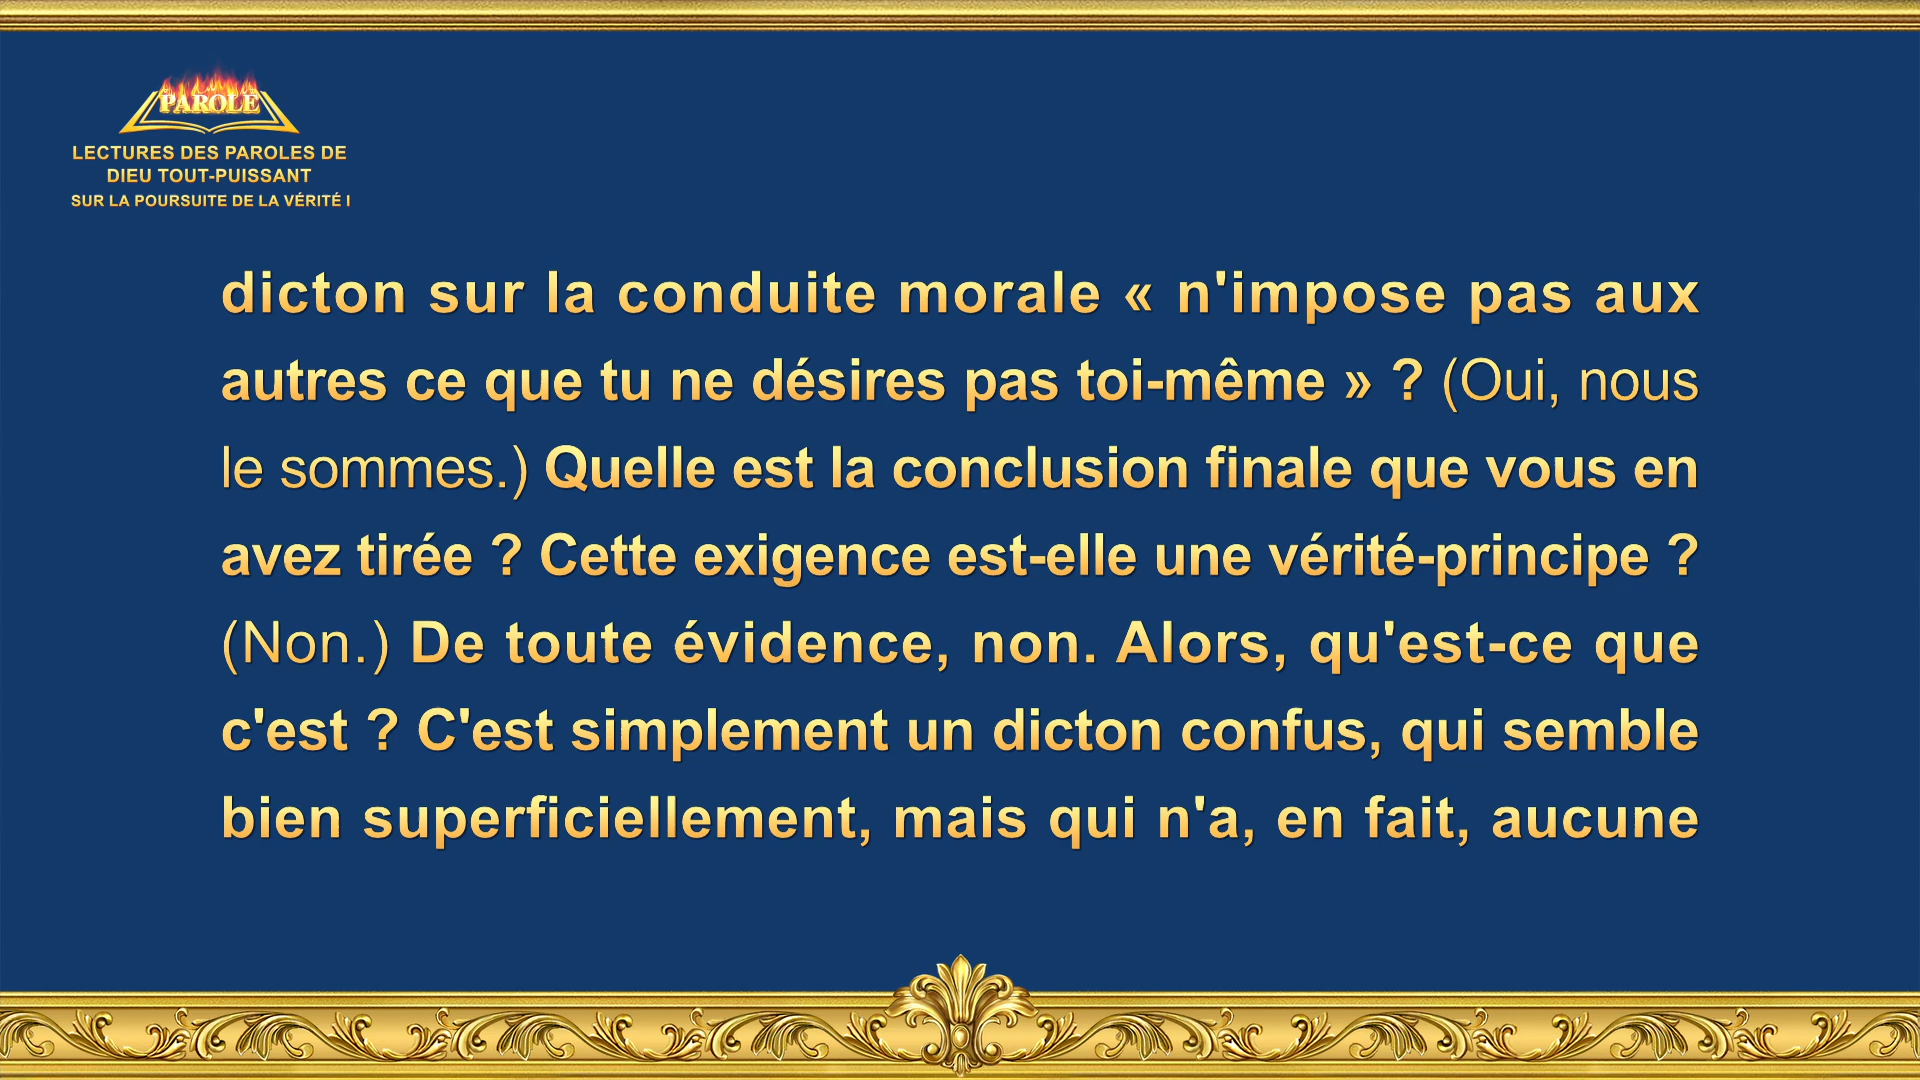 PAROLE
LECTURES DES PAROLES DE
DIEU TOUT-PUISSANT
SUR LA POURSUITE DE LA VÉRITÉ I
dicton sur la conduite morale « n'impose pas aux
autres ce que tu ne désires pas toi-même » ? (Oui, nous
le sommes.) Quelle est la conclusion finale que vous en
avez tirée ? Cette exigence est-elle une vérité-principe ?
(Non.) De toute évidence, non. Alors, qu'est-ce que
c'est ? C'est simplement un dicton confus, qui semble
bien superficiellement, mais qui n'a, en fait, aucune